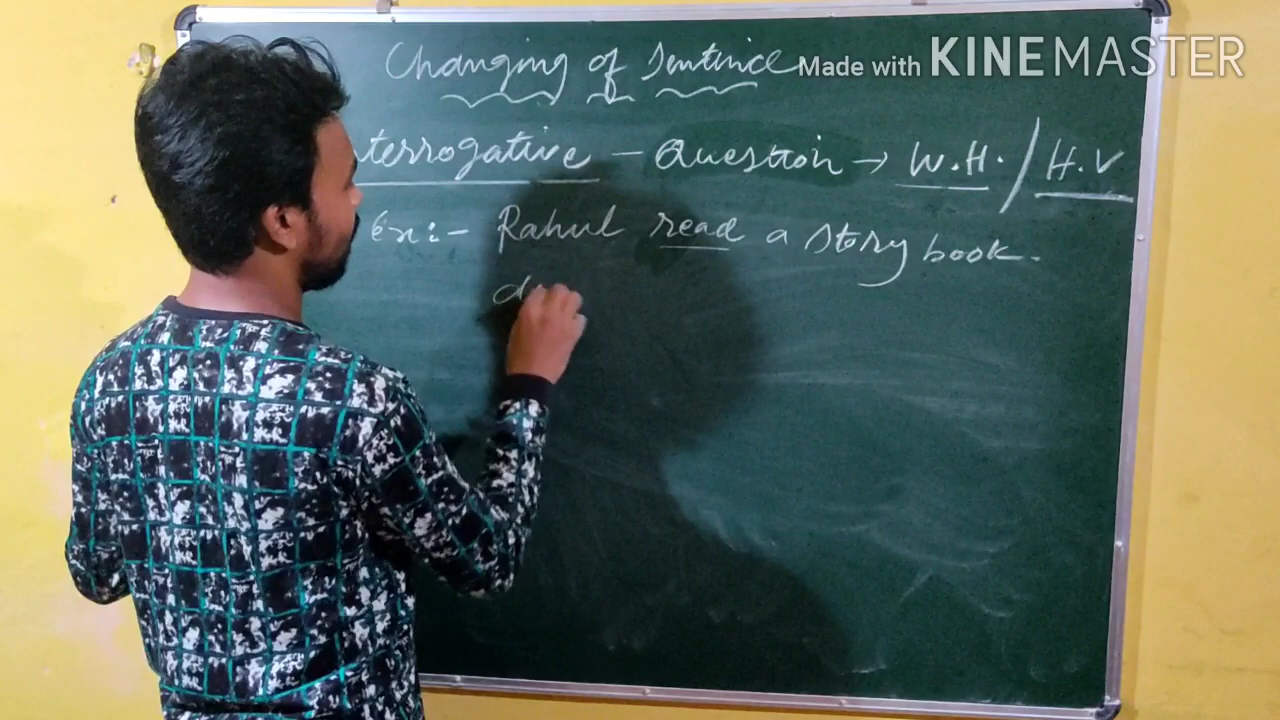 Changing of Sentence
Made with KINEMASTER
terrogative – Question → W.H. / H.V
Ex:- Rahul read a story book.